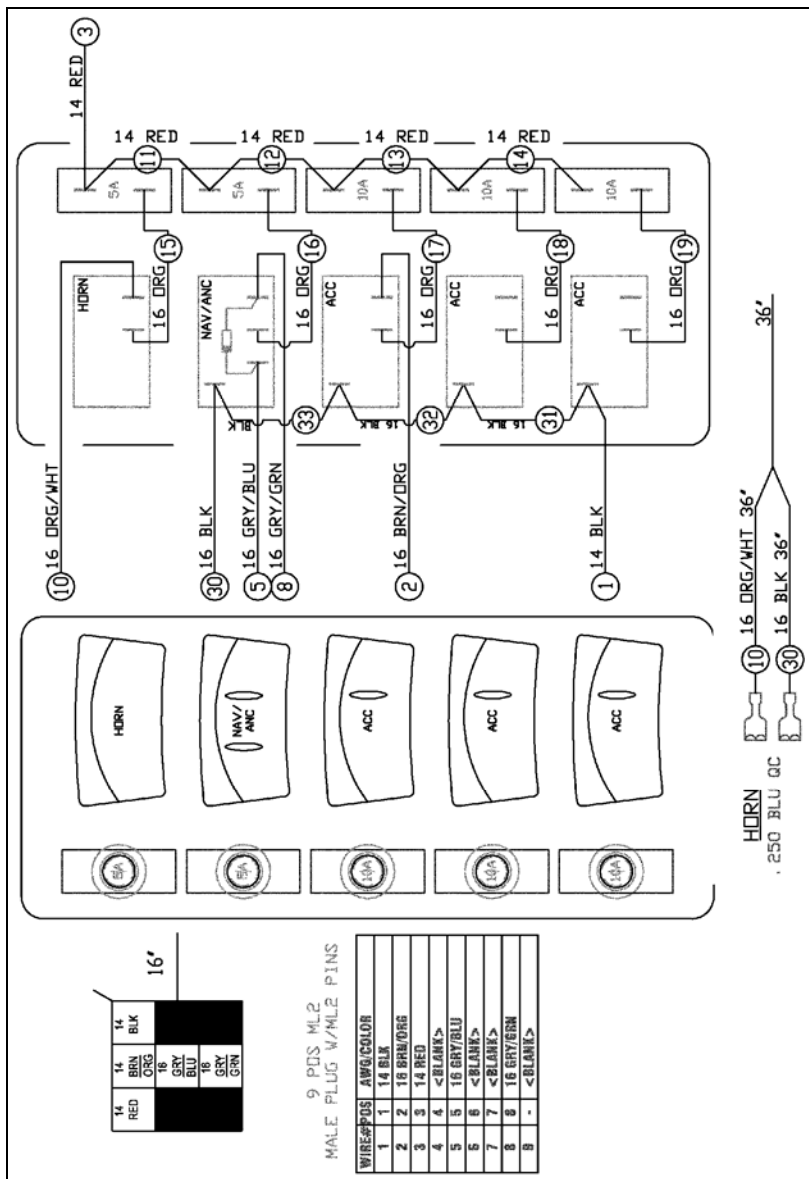 3
14 RED
14 RED
14 RED
14 RED
14 RED
11
12
13
14
5A
5A
10A
10A
10A
15
16
17
18
19
16 ORG
16 ORG
16 ORG
16 ORG
16 ORG
HORN
NAV/ANC
ACC
ACC
ACC
BLK
33
16 BLK
32
16 BLK
31
10
16 ORG/WHT
30
16 BLK
5
16 GRY/BLU
8
16 GRY/GRN
2
16 BRN/ORG
1
14 BLK
HORN
NAV/
ANC
ACC
ACC
ACC
5A
5A
10A
10A
10A
36"
10
16 ORG/WHT 36"
30
16 BLK 36"
HORN
.250 BLU QC
14 RED
14 BRN/ORG
14 BLK
16 GRY BLU
16 GRY GRN
16"
9 POS ML2
MALE PLUG W/ML2 PINS
WIRE# POS AWG/COLOR
1 1 14 BLK
2 2 16 BRN/ORG
3 3 14 RED
4 4 <BLANK>
5 5 16 GRY/BLU
6 6 <BLANK>
7 7 <BLANK>
8 8 16 GRY/GRN
9 - <BLANK>